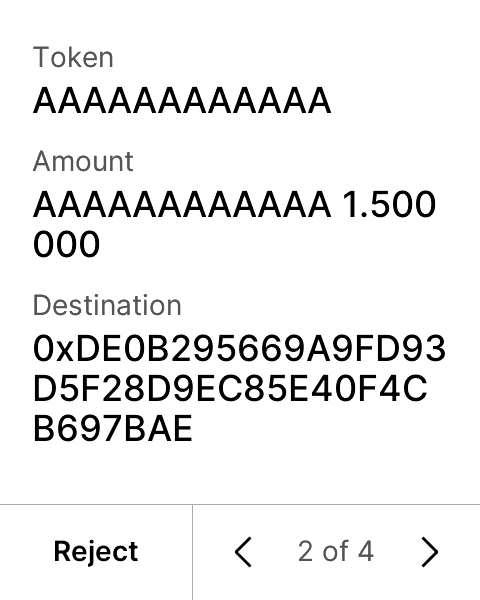 Token
AAAAAAAAAAAA
Amount
AAAAAAAAAAAA 1.500
000
Destination
0xDE0B295669A9FD93
D5F28D9EC85E40F4C
B697BAE
Reject
2 of 4